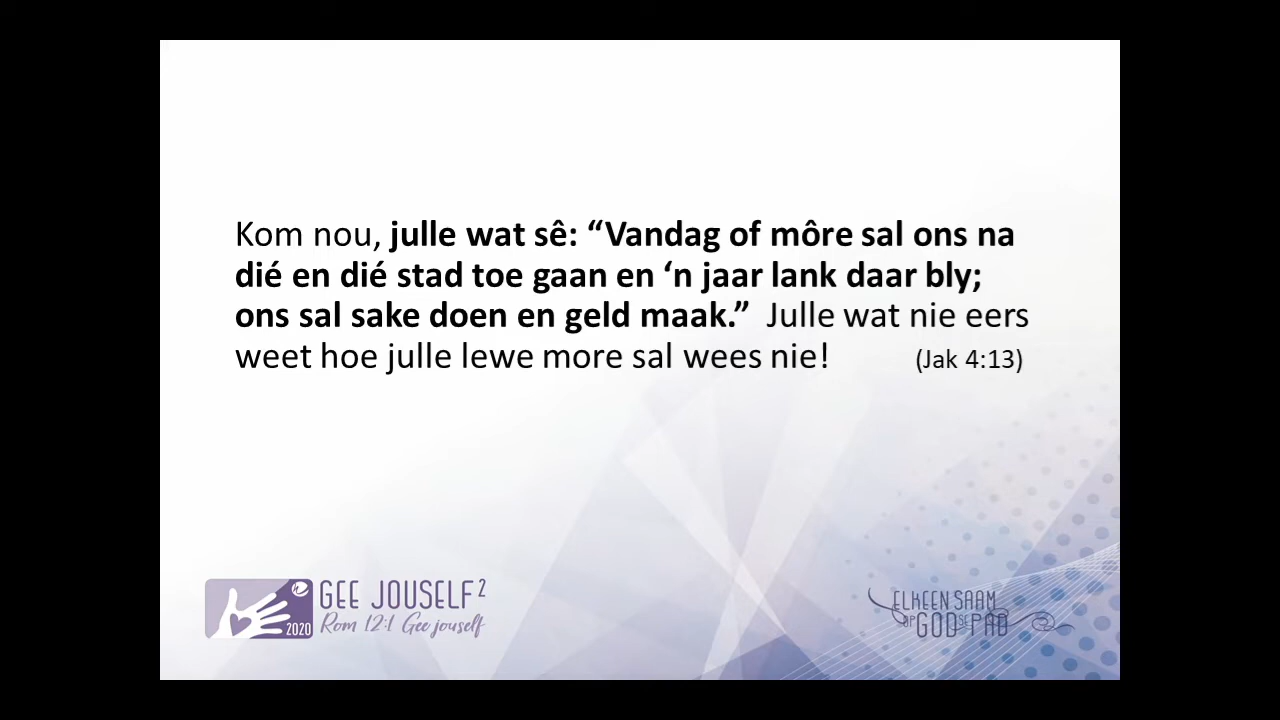 Kom nou, julle wat sê: “Vandag of môre sal ons na
dié en dié stad toe gaan en ‘n jaar lank daar bly;
ons sal sake doen en geld maak.” Julle wat nie eers
weet hoe julle lewe more sal wees nie! (Jak 4:13)
GEE JOUSELF²
Rom 12:1 Gee jouself
2020
ELKEEN SAAM
OP GOD SE PAD